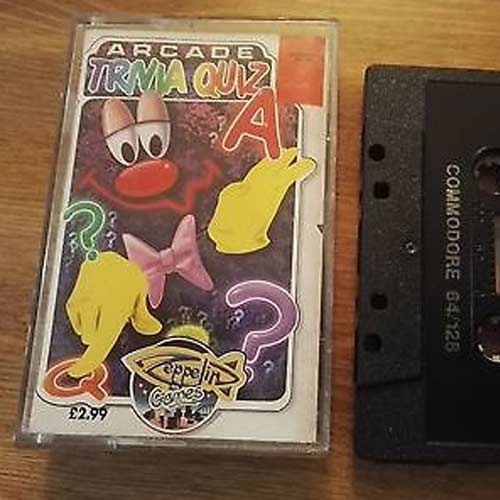 ARCADE
TRIVIA QUIZ
A
?
?
?
Q
Zeppelin
Games
£2.99
COMMODORE 64/128